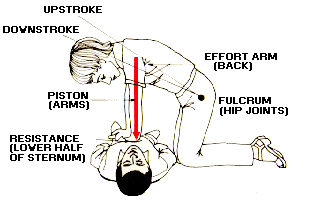 UPSTROKE
DOWNSTROKE
EFFORT ARM
(BACK)
PISTON
(ARMS)
FULCRUM
(HIP JOINTS)
RESISTANCE
(LOWER HALF
OF STERNUM)